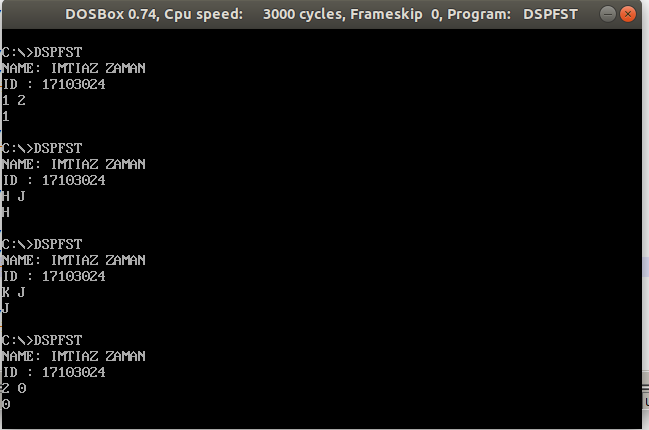 DOSBox 0.74, Cpu speed: 3000 cycles, Frameskip 0, Program: DSPFST
C:\>DSPFST
NAME: IMTIAZ ZAMAN
ID : 17103024
1 2
1
C:\>DSPFST
NAME: IMTIAZ ZAMAN
ID : 17103024
H J
H
C:\>DSPFST
NAME: IMTIAZ ZAMAN
ID : 17103024
K J
J
C:\>DSPFST
NAME: IMTIAZ ZAMAN
ID : 17103024
2 0
0